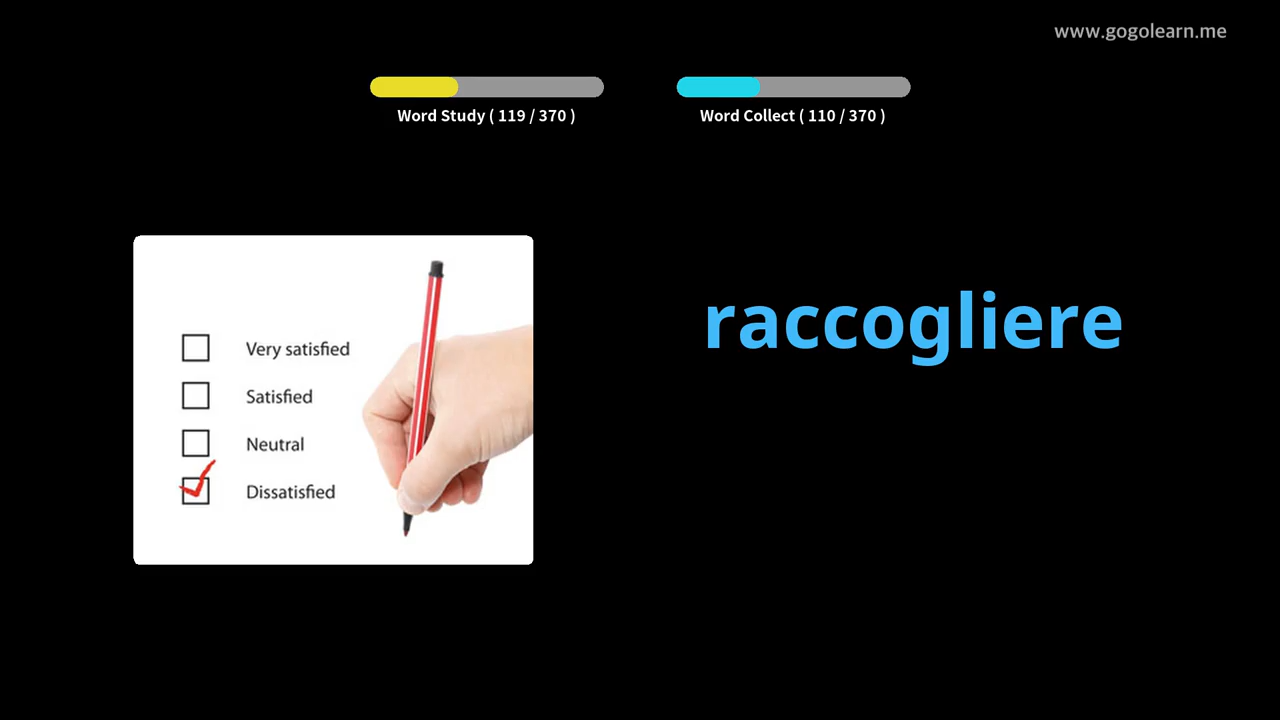 www.gogolearn.me
Word Study ( 119 / 370 )
Word Collect ( 110 / 370 )
raccogliere
Very satisfied
Satisfied
Neutral
Dissatisfied